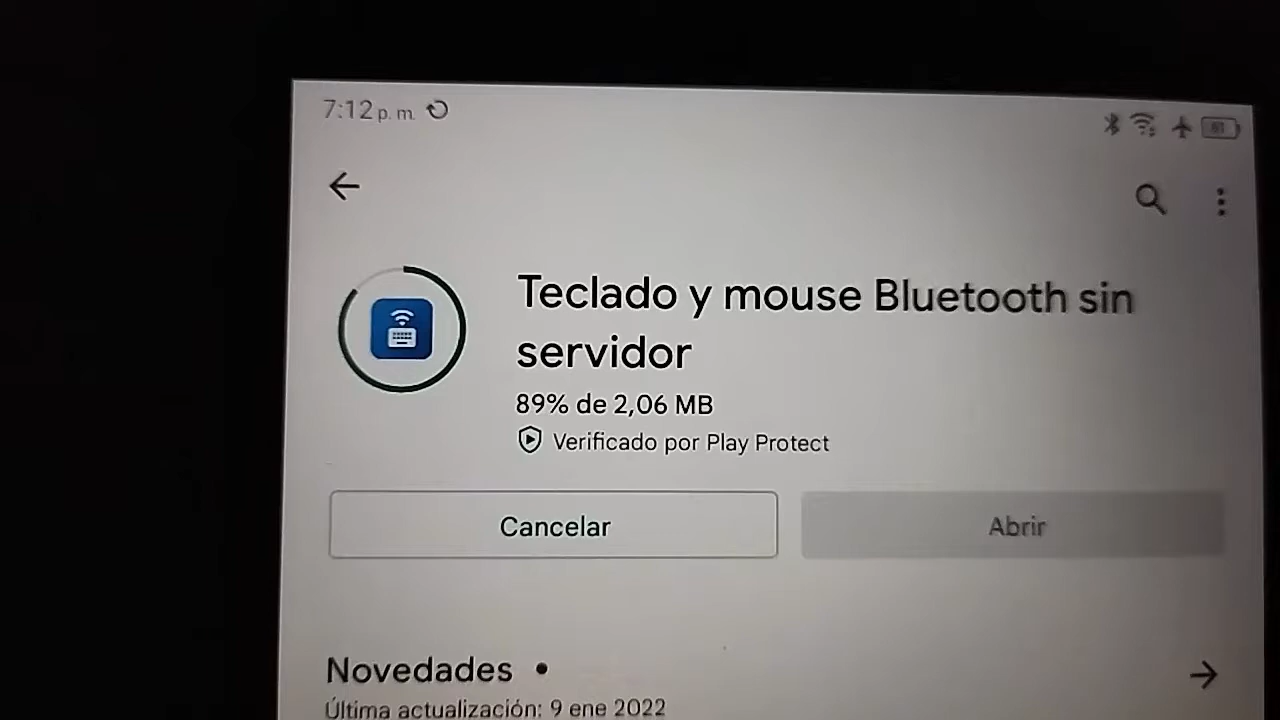 7:12 p. m.
Teclado y mouse Bluetooth sin
servidor
89% de 2,06 MB
Verificado por Play Protect
Cancelar
Abrir
Novedades •
Última actualización: 9 ene 2022